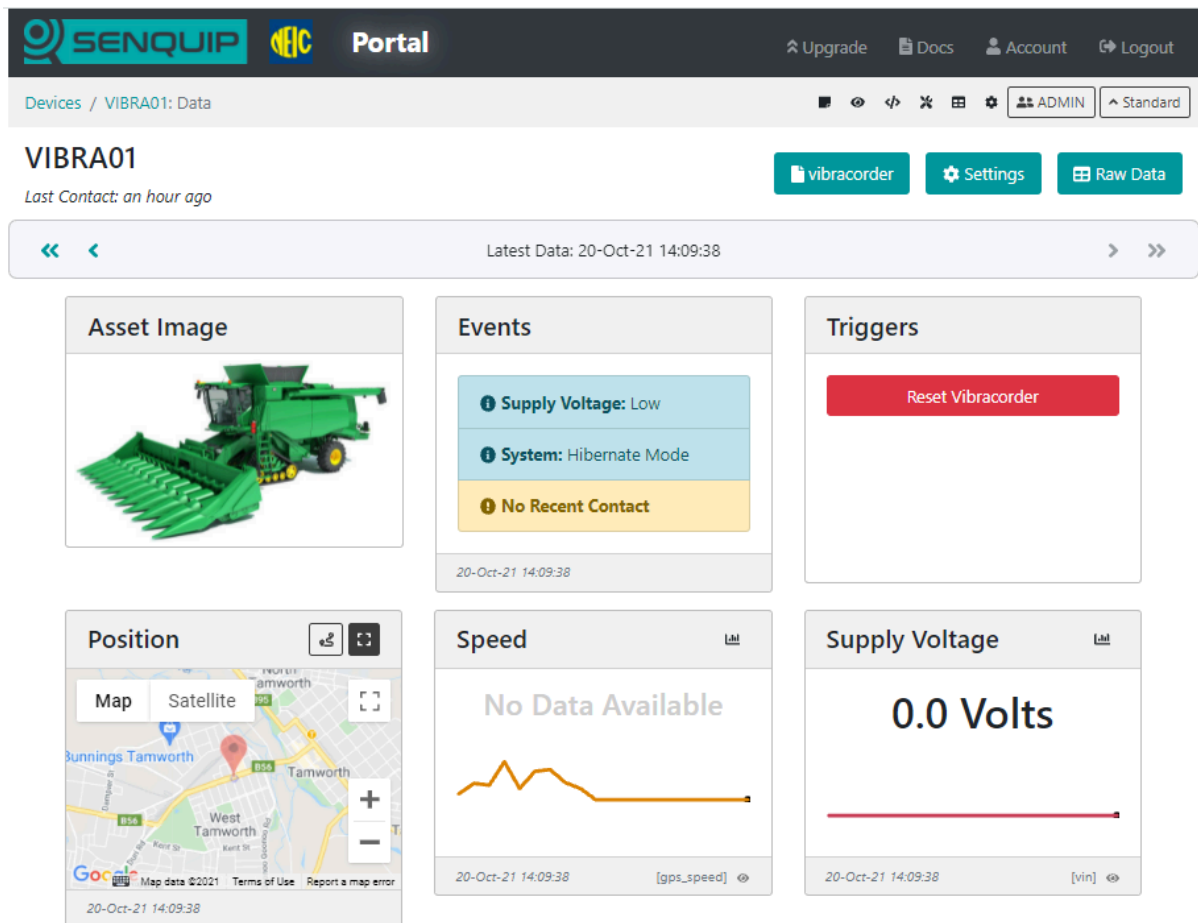 SENQUIP NEIC Portal Upgrade Docs Account Logout
Devices / VIBRA01: Data ADMIN Standard
VIBRA01
vibracorder Settings Raw Data
Last Contact: an hour ago
Latest Data: 20-Oct-21 14:09:38
Asset Image
Events
Supply Voltage: Low
System: Hibernate Mode
No Recent Contact
20-Oct-21 14:09:38
Triggers
Reset Vibracorder
Position
Map Satellite
North
Tamworth
Bunnings Tamworth
B56
Tamworth
B56
West
Tamworth
Kent St
Kent St
Google Map data ©2021 Terms of Use Report a map error
20-Oct-21 14:09:38
Speed
No Data Available
20-Oct-21 14:09:38 [gps_speed]
Supply Voltage
0.0 Volts
20-Oct-21 14:09:38 [vin]